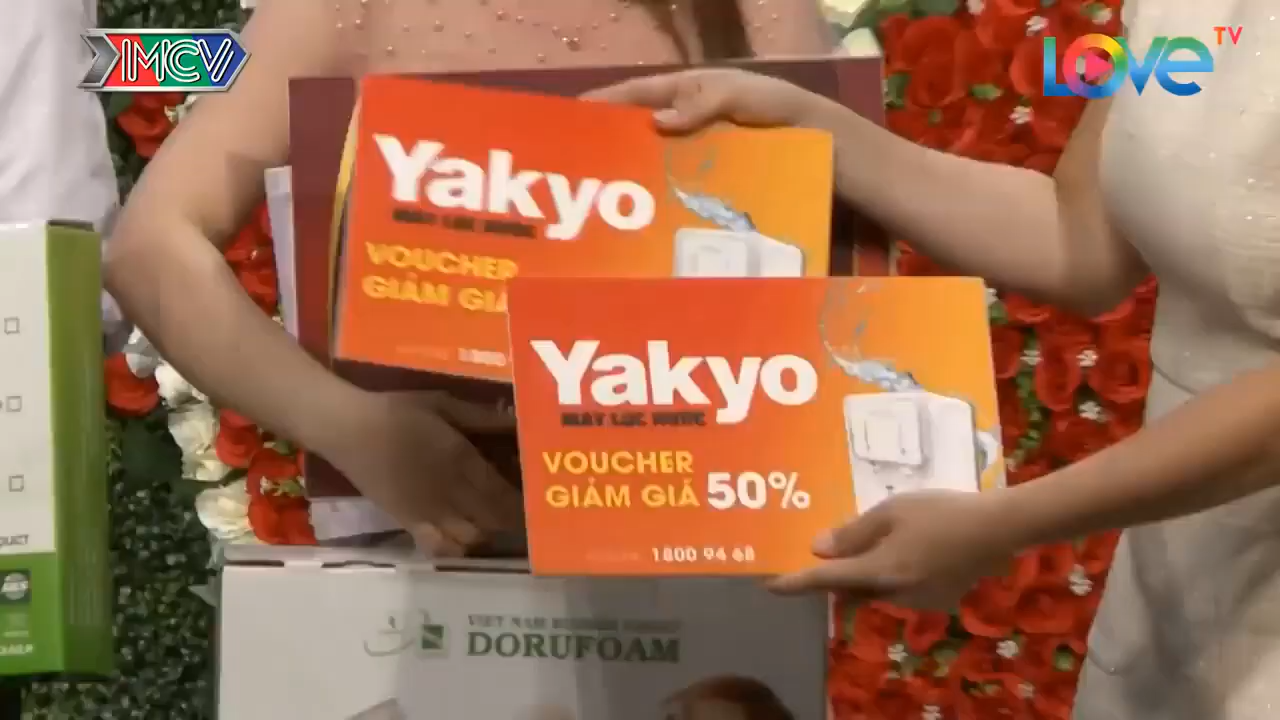 MCV
LOVE TV
Yakyo
MÁY LỌC NƯỚC
VOUCHER
GIẢM GIÁ
1800
Yakyo
MÁY LỌC NƯỚC
VOUCHER
GIẢM GIÁ 50%
1800 94 68
DORUFOAM